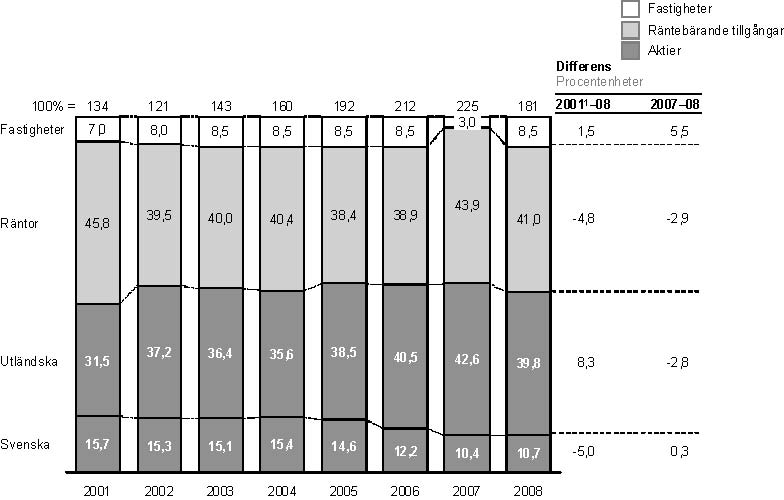 Fastigheter
Räntebärande tillgångar
Aktier
Differens
Procentenheter
2001¹–08 2007–08
100% = 134 121 143 160 192 212 225 181
Fastigheter 7,0 8,0 8,5 8,5 8,5 8,5 3,0 8,5 1,5 5,5
Räntor 45,8 39,5 40,0 40,4 38,4 38,9 43,9 41,0 -4,8 -2,9
Utländska 31,5 37,2 36,4 35,6 38,5 40,5 42,6 39,8 8,3 -2,8
Svenska 15,7 15,3 15,1 15,4 14,6 12,2 10,4 10,7 -5,0 0,3
2001 2002 2003 2004 2005 2006 2007 2008